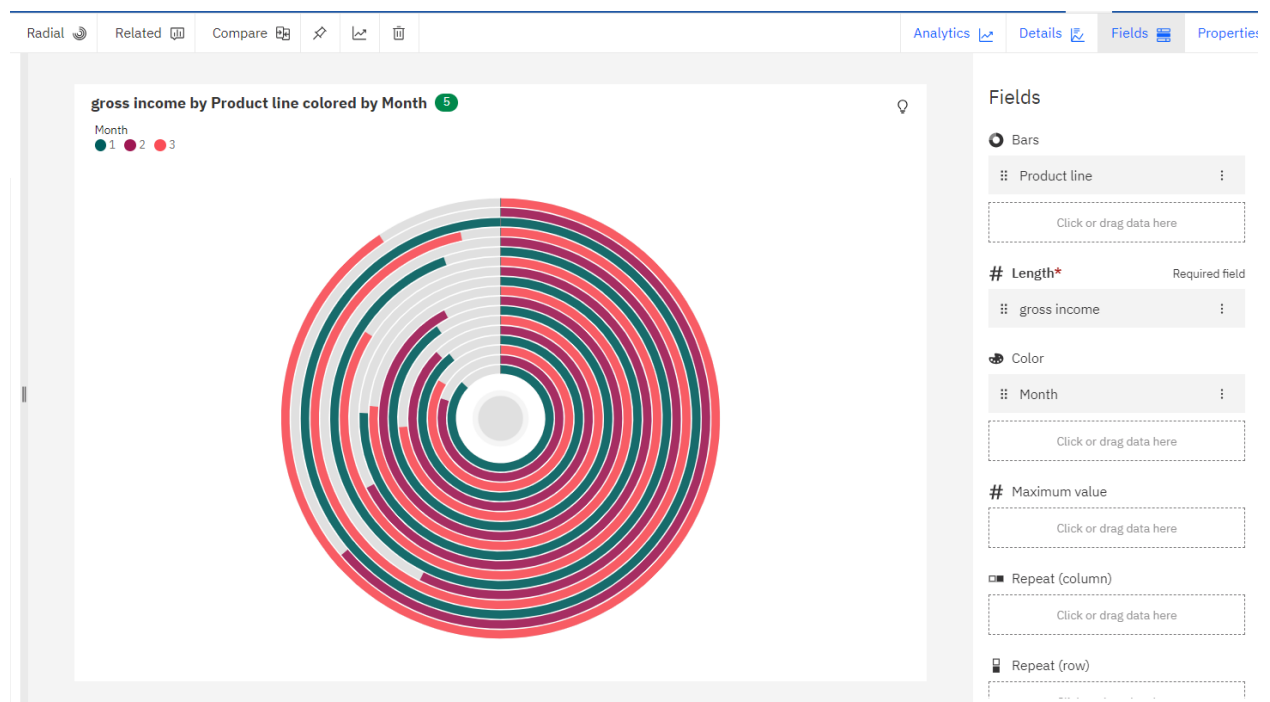 Radial Related Compare Analytics Details Fields Properties
gross income by Product line colored by Month 5
Month
1 2 3
Fields
Bars
Product line
Click or drag data here
# Length* Required field
gross income
Color
Month
Click or drag data here
# Maximum value
Click or drag data here
Repeat (column)
Click or drag data here
Repeat (row)